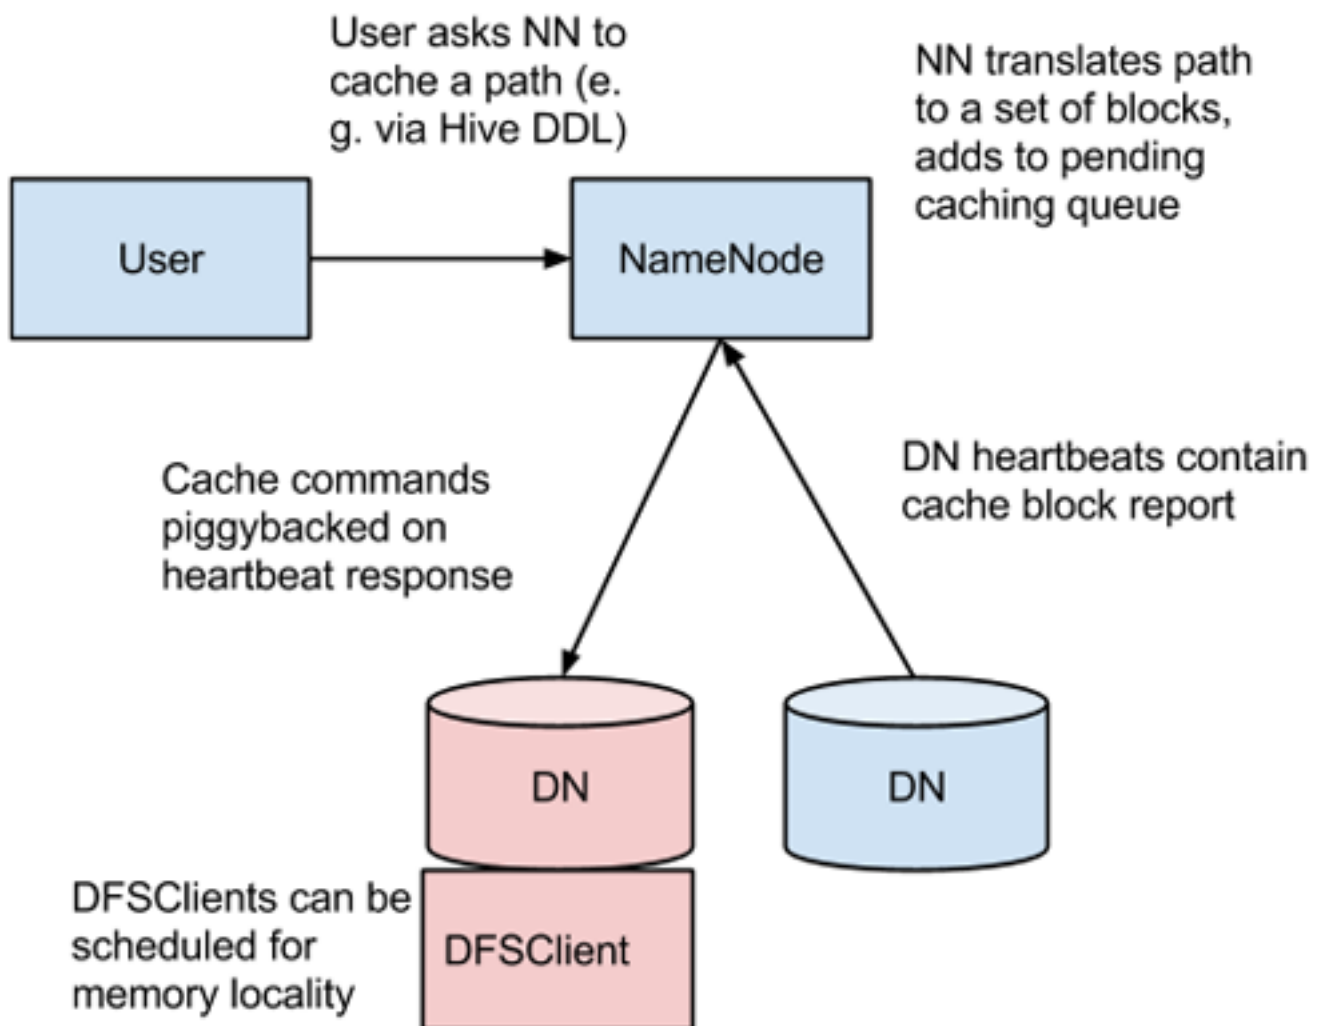 User asks NN to
cache a path (e.
g. via Hive DDL)
NN translates path
to a set of blocks,
adds to pending
caching queue
User
NameNode
Cache commands
piggybacked on
heartbeat response
DN heartbeats contain
cache block report
DN
DN
DFSClients can be
scheduled for
memory locality
DFSClient